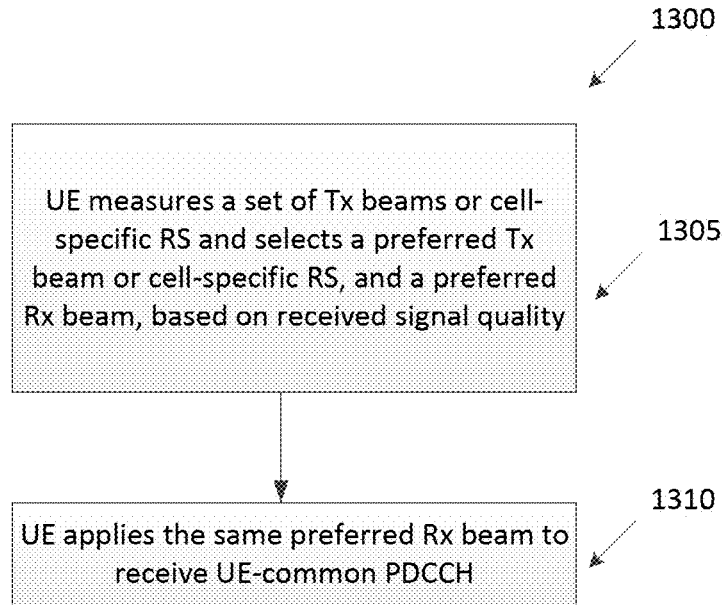 1300
UE measures a set of Tx beams or cell-
specific RS and selects a preferred Tx
beam or cell-specific RS, and a preferred
Rx beam, based on received signal quality
1305
UE applies the same preferred Rx beam to
receive UE-common PDCCH
1310